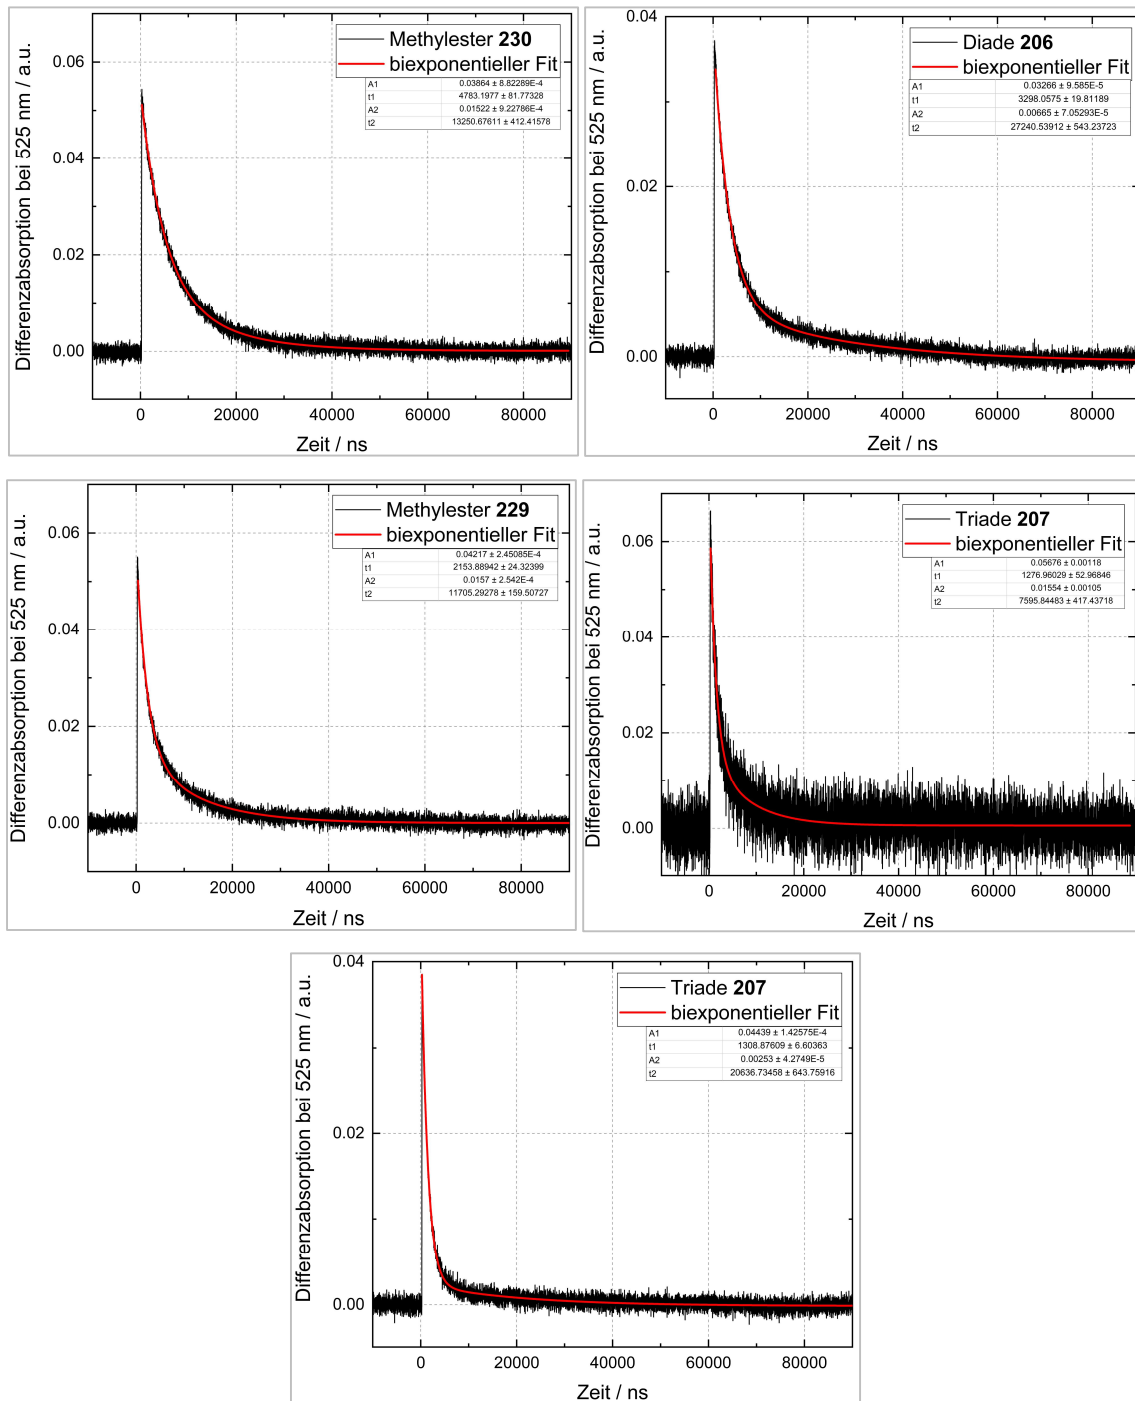 Differenzabsorption bei 525 nm / a.u.
0.06
0.04
0.02
0.00
Methylester 230
biexponentieller Fit
A1 0.03864 ± 8.82289E-4
t1 4783.1977 ± 81.77328
A2 0.01522 ± 9.22786E-4
t2 13250.67611 ± 412.41578
0 20000 40000 60000 80000
Zeit / ns
Differenzabsorption bei 525 nm / a.u.
0.04
0.02
0.00
Diade 206
biexponentieller Fit
A1 0.03266 ± 9.585E-5
t1 3298.0575 ± 19.81189
A2 0.00665 ± 7.05293E-5
t2 27240.53912 ± 543.23723
0 20000 40000 60000 80000
Zeit / ns
Differenzabsorption bei 525 nm / a.u.
0.06
0.04
0.02
0.00
Methylester 229
biexponentieller Fit
A1 0.04217 ± 2.45085E-4
t1 2153.88942 ± 24.32399
A2 0.0157 ± 2.542E-4
t2 11705.29278 ± 159.50727
0 20000 40000 60000 80000
Zeit / ns
Differenzabsorption bei 525 nm / a.u.
0.06
0.04
0.02
0.00
Triade 207
biexponentieller Fit
A1 0.05676 ± 0.00118
t1 1276.96029 ± 52.96846
A2 0.01554 ± 0.00105
t2 7595.84483 ± 417.43718
0 20000 40000 60000 80000
Zeit / ns
Differenzabsorption bei 525 nm / a.u.
0.04
0.02
0.00
Triade 207
biexponentieller Fit
A1 0.04439 ± 1.42575E-4
t1 1308.87609 ± 6.60363
A2 0.00253 ± 4.2749E-5
t2 20636.73458 ± 643.75916
0 20000 40000 60000 80000
Zeit / ns